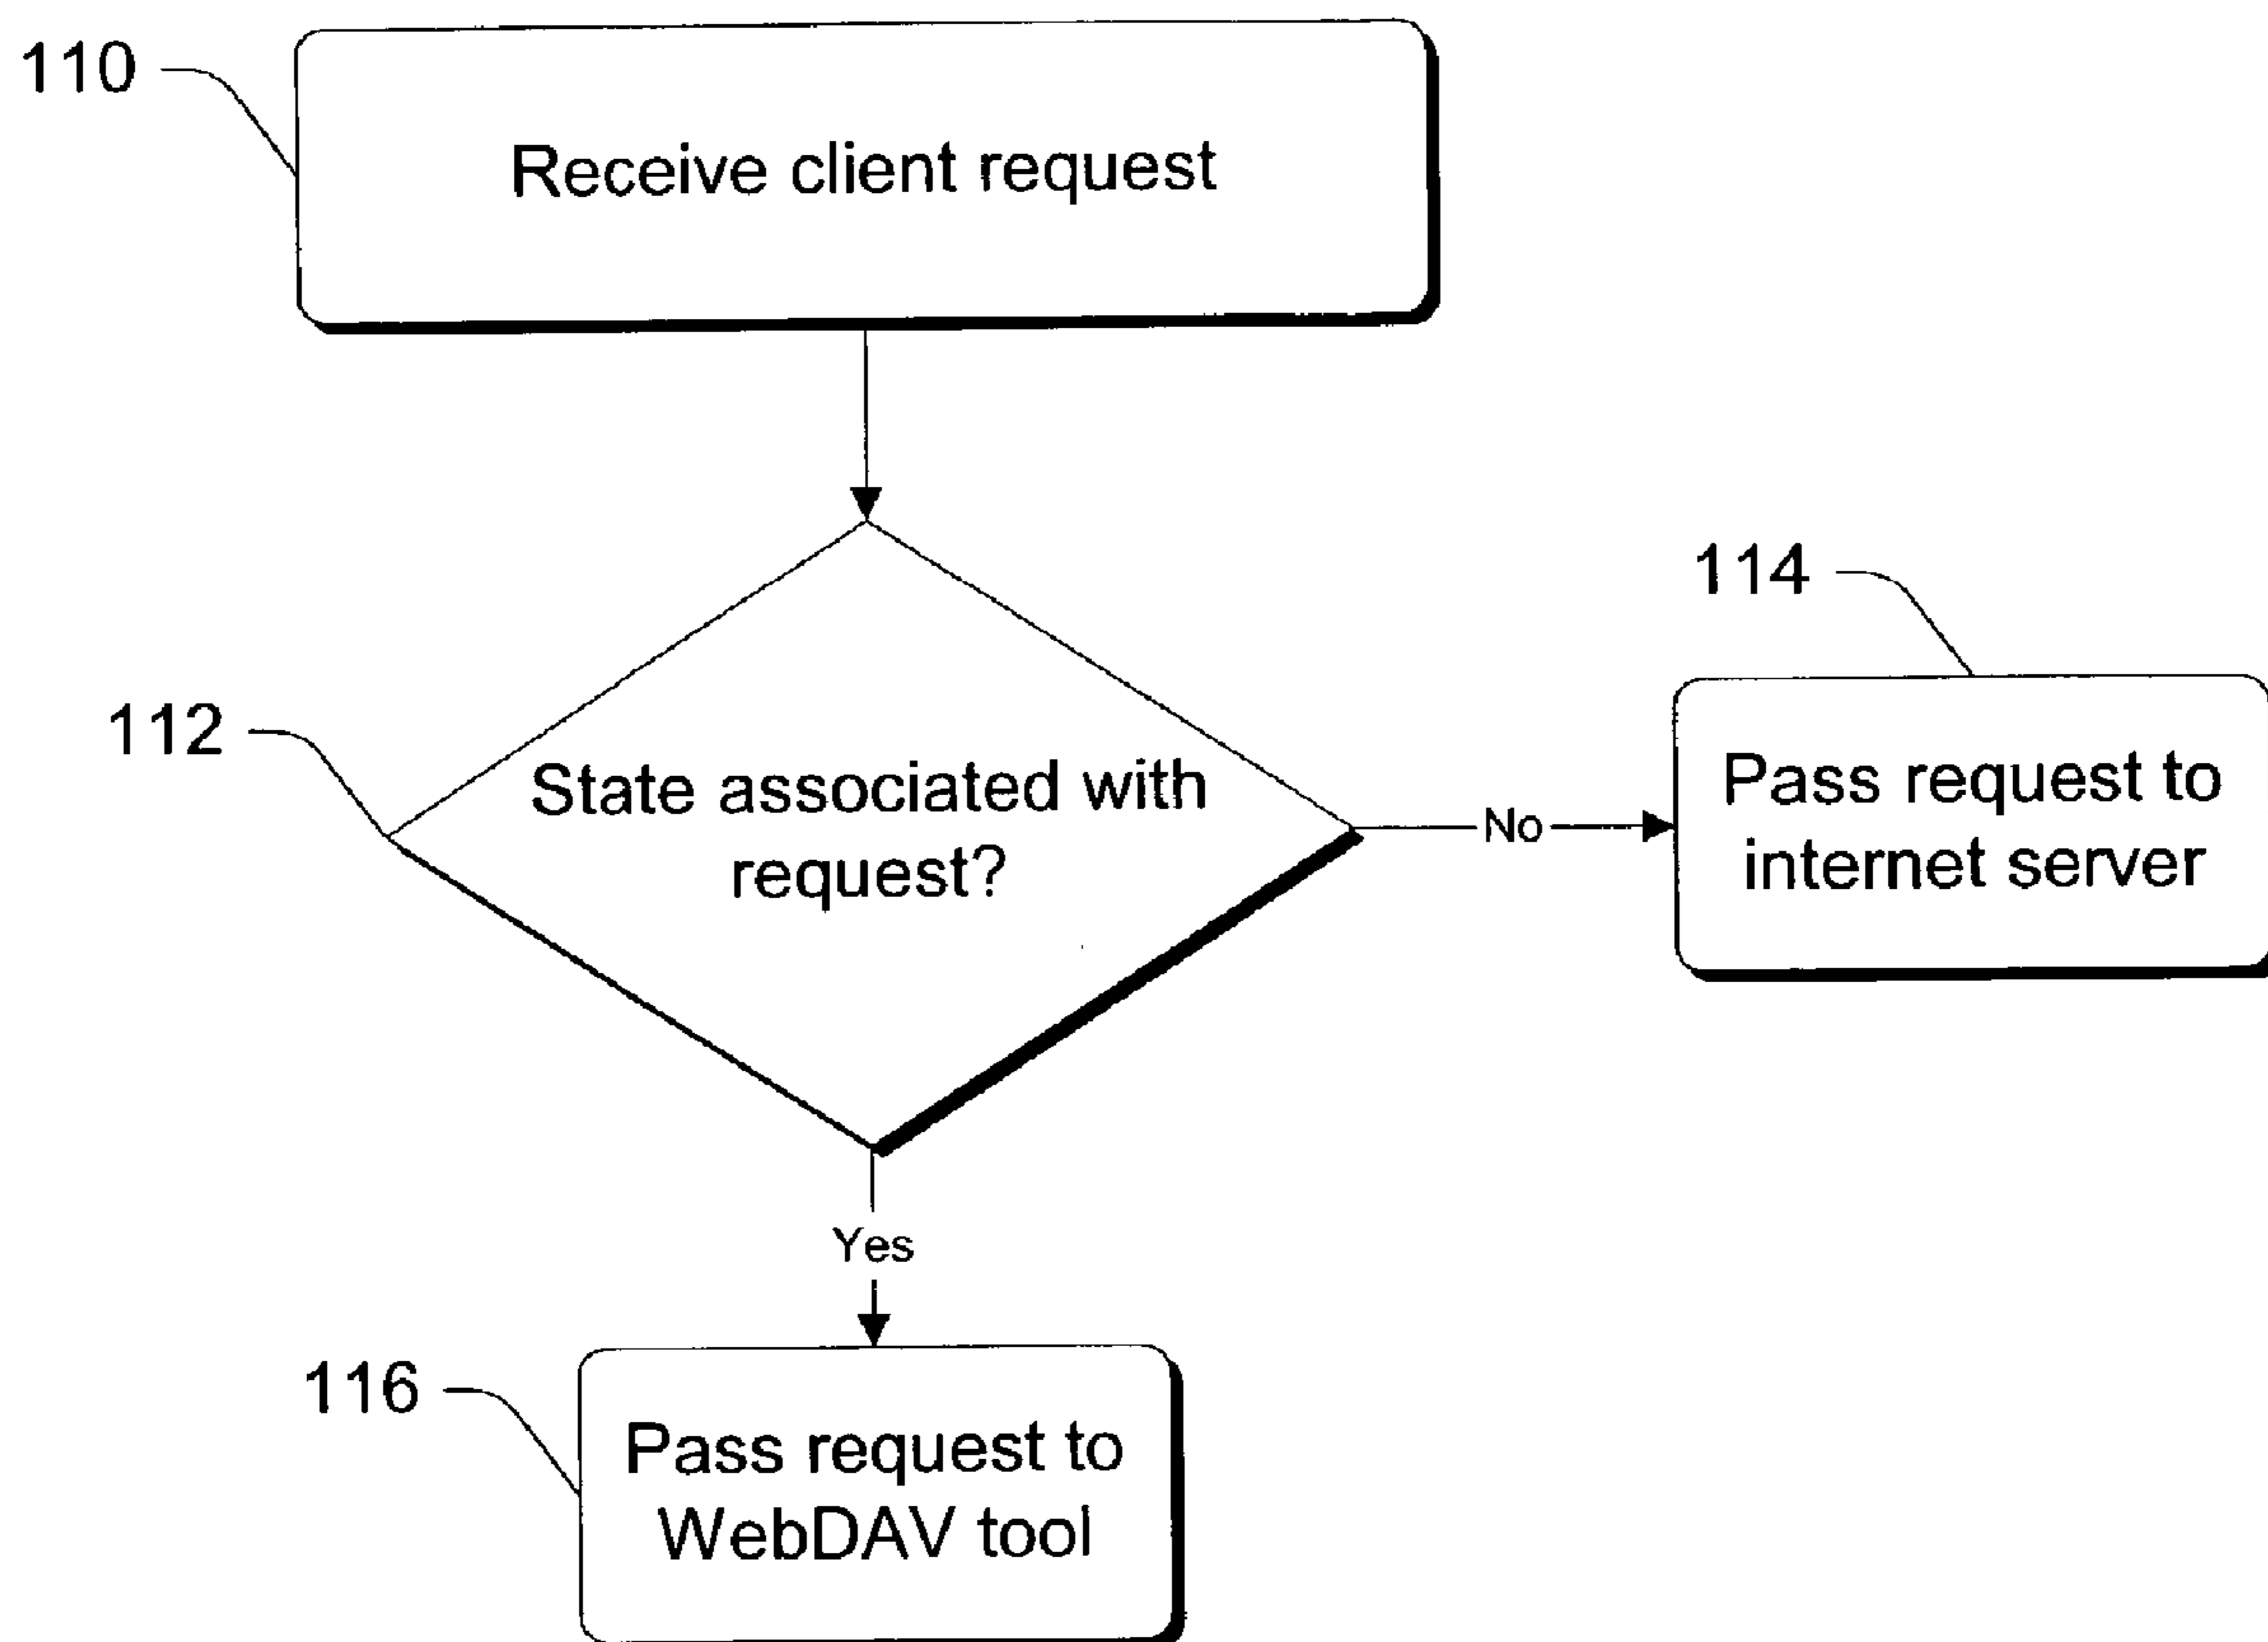 110
Receive client request
112
State associated with
request?
No
114
Pass request to
internet server
Yes
116
Pass request to
WebDAV tool